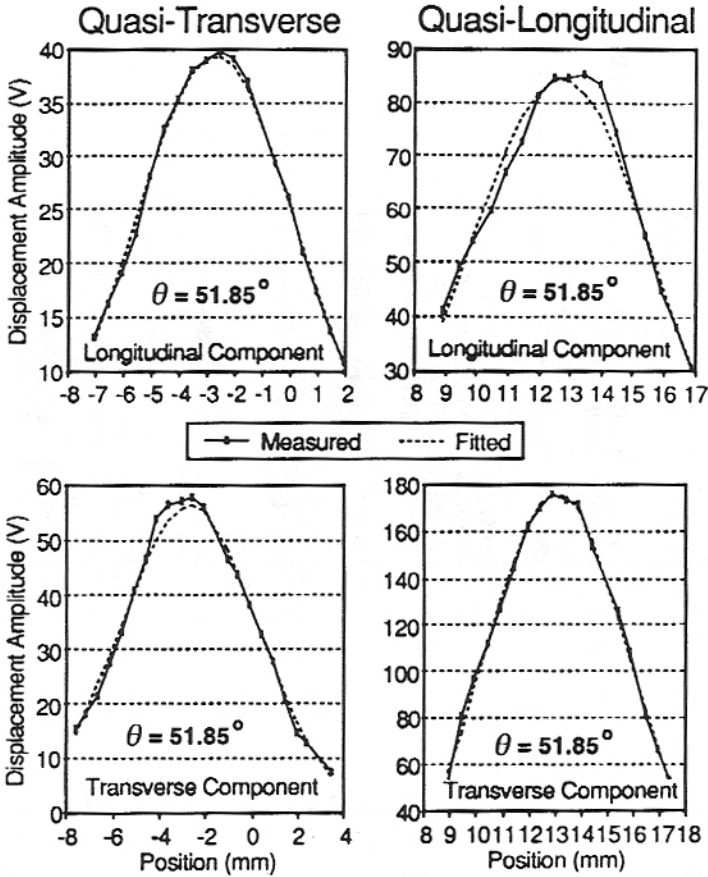 Quasi-Transverse
Quasi-Longitudinal
Displacement Amplitude (V)
40
35
30
25
20
15
10
θ = 51.85°
Longitudinal Component
-8 -7 -6 -5 -4 -3 -2 -1 0 1 2
90
80
70
60
50
40
30
θ = 51.85°
Longitudinal Component
8 9 10 11 12 13 14 15 16 17
Measured Fitted
Displacement Amplitude (V)
60
50
40
30
20
10
0
θ = 51.85°
Transverse Component
-8 -6 -4 -2 0 2 4
Position (mm)
180
160
140
120
100
80
60
40
θ = 51.85°
Transverse Component
8 9 10 11 12 13 14 15 16 17 18
Position (mm)